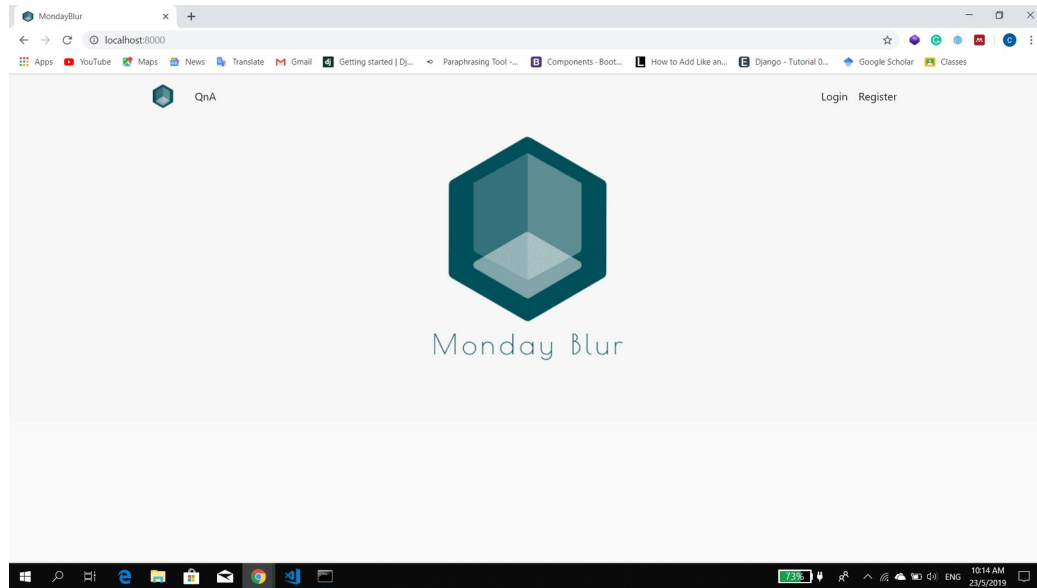 MondayBlur
localhost:8000
Apps YouTube Maps News Translate Gmail Getting started | Dj... Paraphrasing Tool -... Components · Boot... How to Add Like an... Django - Tutorial 0... Google Scholar Classes
QnA Login Register
Monday Blur
73% ENG 10:14 AM
23/5/2019